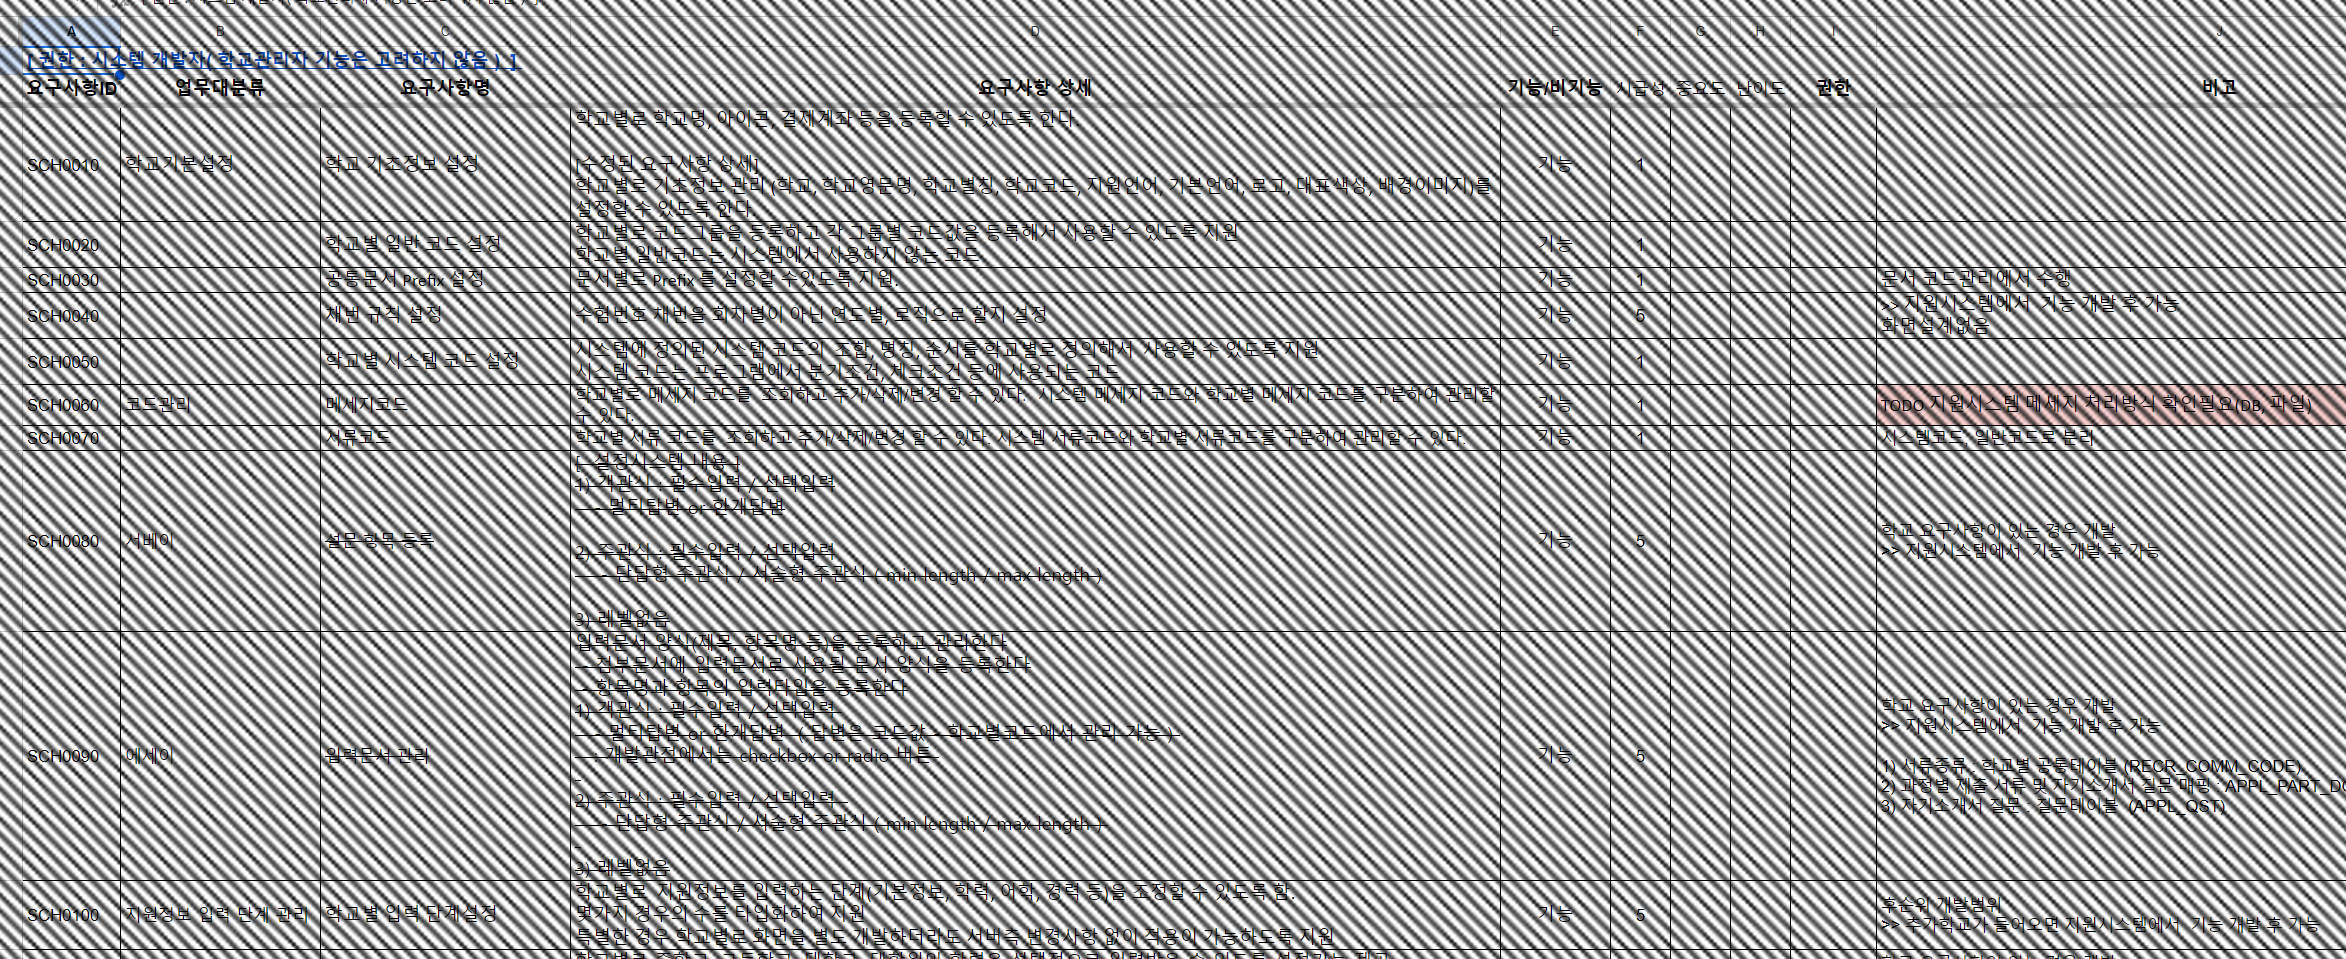 A B C D E F G H I J
[ 권한 : 시스템 개발자( 학교관리자 기능은 고려하지 않음 ) ]
요구사항ID 업무대분류 요구사항명 요구사항 상세 기능/비기능 시급성 중요도 난이도 권한 비고
학교별로 학교명, 아이콘, 결제계좌 등을 등록할 수 있도록 한다.
SCH0010 학교기본설정 학교 기초정보 설정 [수정된 요구사항 상세] 기능 1
학교별로 기초정보 관리 (학교, 학교영문명, 학교별칭, 학교코드, 지원언어, 기본언어, 로고, 대표색상, 배경이미지)를
설정할 수 있도록 한다.
학교별로 코드그룹을 등록하고 각 그룹별 코드값을 등록해서 사용할 수 있도록 지원
SCH0020 학교별 일반 코드 설정 기능 1
학교별 일반코드는 시스템에서 사용하지 않는 코드
SCH0030 공통문서 Prefix 설정 문서별로 Prefix 를 설정할 수있도록 지원. 기능 1 문서 코드관리에서 수행
>> 지원시스템에서 기능 개발 후 가능
SCH0040 채번 규칙 설정 수험번호 채번을 회차별이 아닌 연도별, 로직으로 할지 설정 기능 5
화면설계없음
시스템에 정의된 시스템 코드의 조합, 명칭, 순서를 학교별로 정의해서 사용할 수 있도록 지원
SCH0050 학교별 시스템 코드 설정 기능 1
시스템 코드는 프로그램에서 분기조건, 체크조건 등에 사용되는 코드
학교별로 메세지 코드를 조회하고 추가/삭제/변경 할 수 있다. 시스템 메세지 코드와 학교별 메세지 코드를 구분하여 관리할
SCH0060 코드관리 메세지코드 기능 1 TODO 지원시스템 메세지 처리방식 확인필요(DB, 파일)
수 있다.
SCH0070 서류코드 학교별 서류 코드를 조회하고 추가/삭제/변경 할 수 있다. 시스템 서류코드와 학교별 서류코드를 구분하여 관리할 수 있다. 기능 1 시스템코드, 일반코드로 분리
[ 설정시스템 내용 ]
1) 객관식 : 필수입력 / 선택입력
- 멀티답변 or 한개답변
SCH0080 서베이 설문 항목 등록 기능 5 학교 요구사항이 있는 경우 개발
2) 주관식 : 필수입력 / 선택입력 >> 지원시스템에서 기능 개발 후 가능
- 단답형 주관식 / 서술형 주관식 ( min length / max length )
3) 레벨없음
입력문서 양식(제목, 항목명 등)을 등록하고 관리한다
- 첨부문서에 입력문서로 사용될 문서 양식을 등록한다
- 항목명과 항목의 입력타입을 등록한다
1) 객관식 : 필수입력 / 선택입력 학교 요구사항이 있는 경우 개발
- 멀티답변 or 한개답변 ( 답변은 코드값 - 학교별코드에서 관리 가능 ) >> 지원시스템에서 기능 개발 후 가능
SCH0090 에세이 입력문서 관리 : 개발관점에서는 checkbox or radio 버튼 기능 5
-
1) 서류종류 : 학교별 공통테이블 (RECR_COMM_CODE)
2) 과정별 제출 서류 및 자기소개서 질문 매핑 : APPL_PART_DO
2) 주관식 : 필수입력 / 선택입력 3) 자기소개서 질문 : 질문테이블 (APPL_QST)
- 단답형 주관식 / 서술형 주관식 ( min length / max length )
-
3) 레벨없음
학교별로 지원정보를 입력하는 단계(기본정보, 학력, 어학, 경력 등)을 조정할 수 있도록 함.
SCH0100 지원정보 입력 단계 관리 학교별 입력 단계설정 몇가지 경우의 수를 타입화하여 지원 기능 5 후순위 개발범위
특별한 경우 학교별로 화면을 별도 개발하더라도 서버측 변경사항 없이 적용이 가능하도록 지원 >> 추가학교가 들어오면 지원시스템에서 기능 개발 후 가능